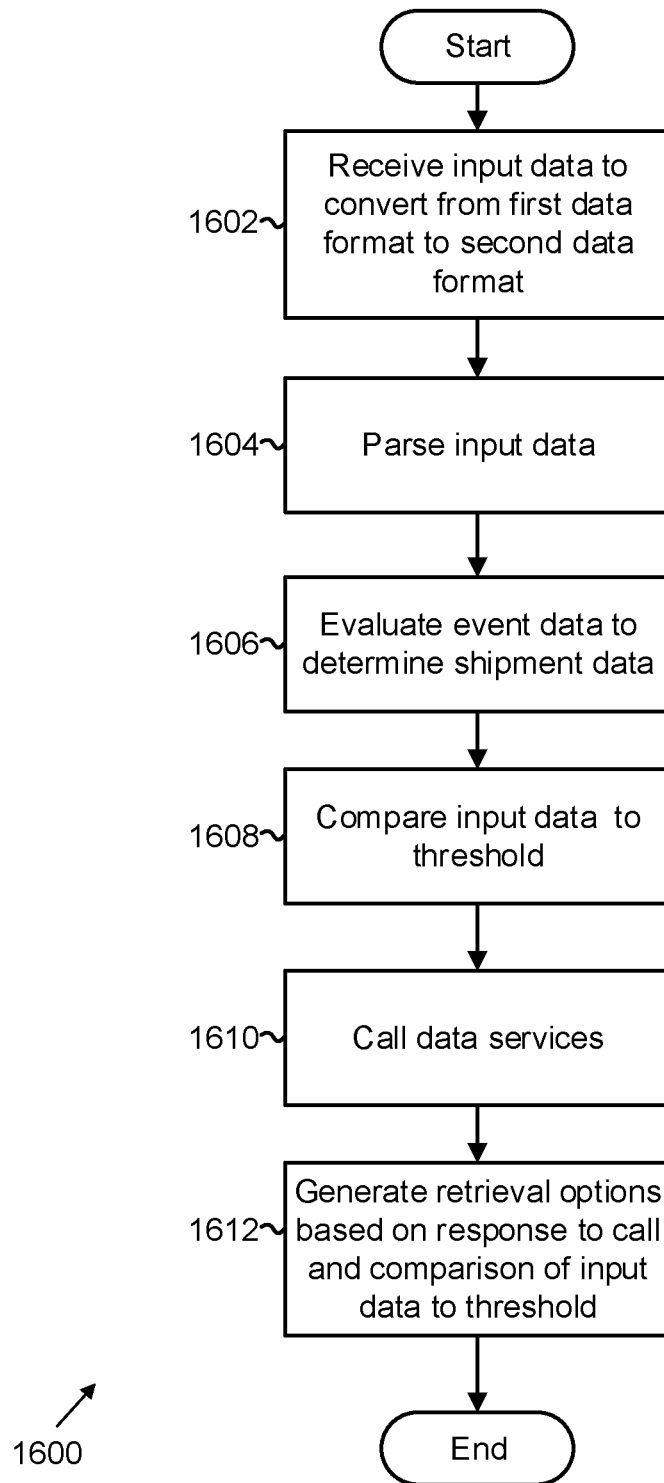 Start
1602
Receive input data to
convert from first data
format to second data
format
1604
Parse input data
1606
Evaluate event data to
determine shipment data
1608
Compare input data to
threshold
1610
Call data services
1612
Generate retrieval options
based on response to call
and comparison of input
data to threshold
1600
End